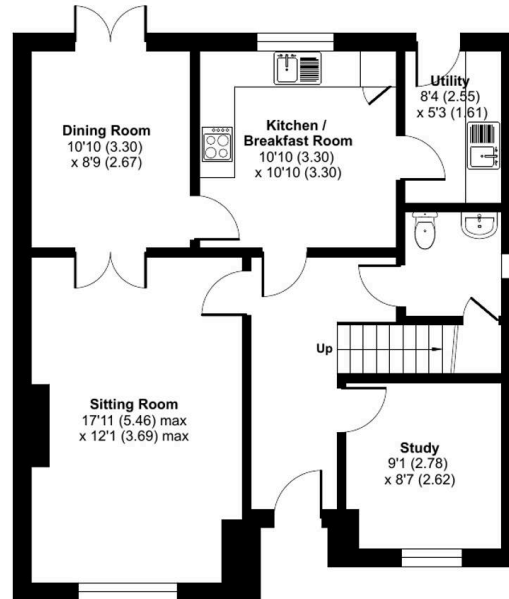 Utility
8'4 (2.55)
x 5'3 (1.61)
Dining Room
10'10 (3.30)
x 8'9 (2.67)
Kitchen /
Breakfast Room
10'10 (3.30)
x 10'10 (3.30)
Up
Sitting Room
17'11 (5.46) max
x 12'1 (3.69) max
Study
9'1 (2.78)
x 8'7 (2.62)